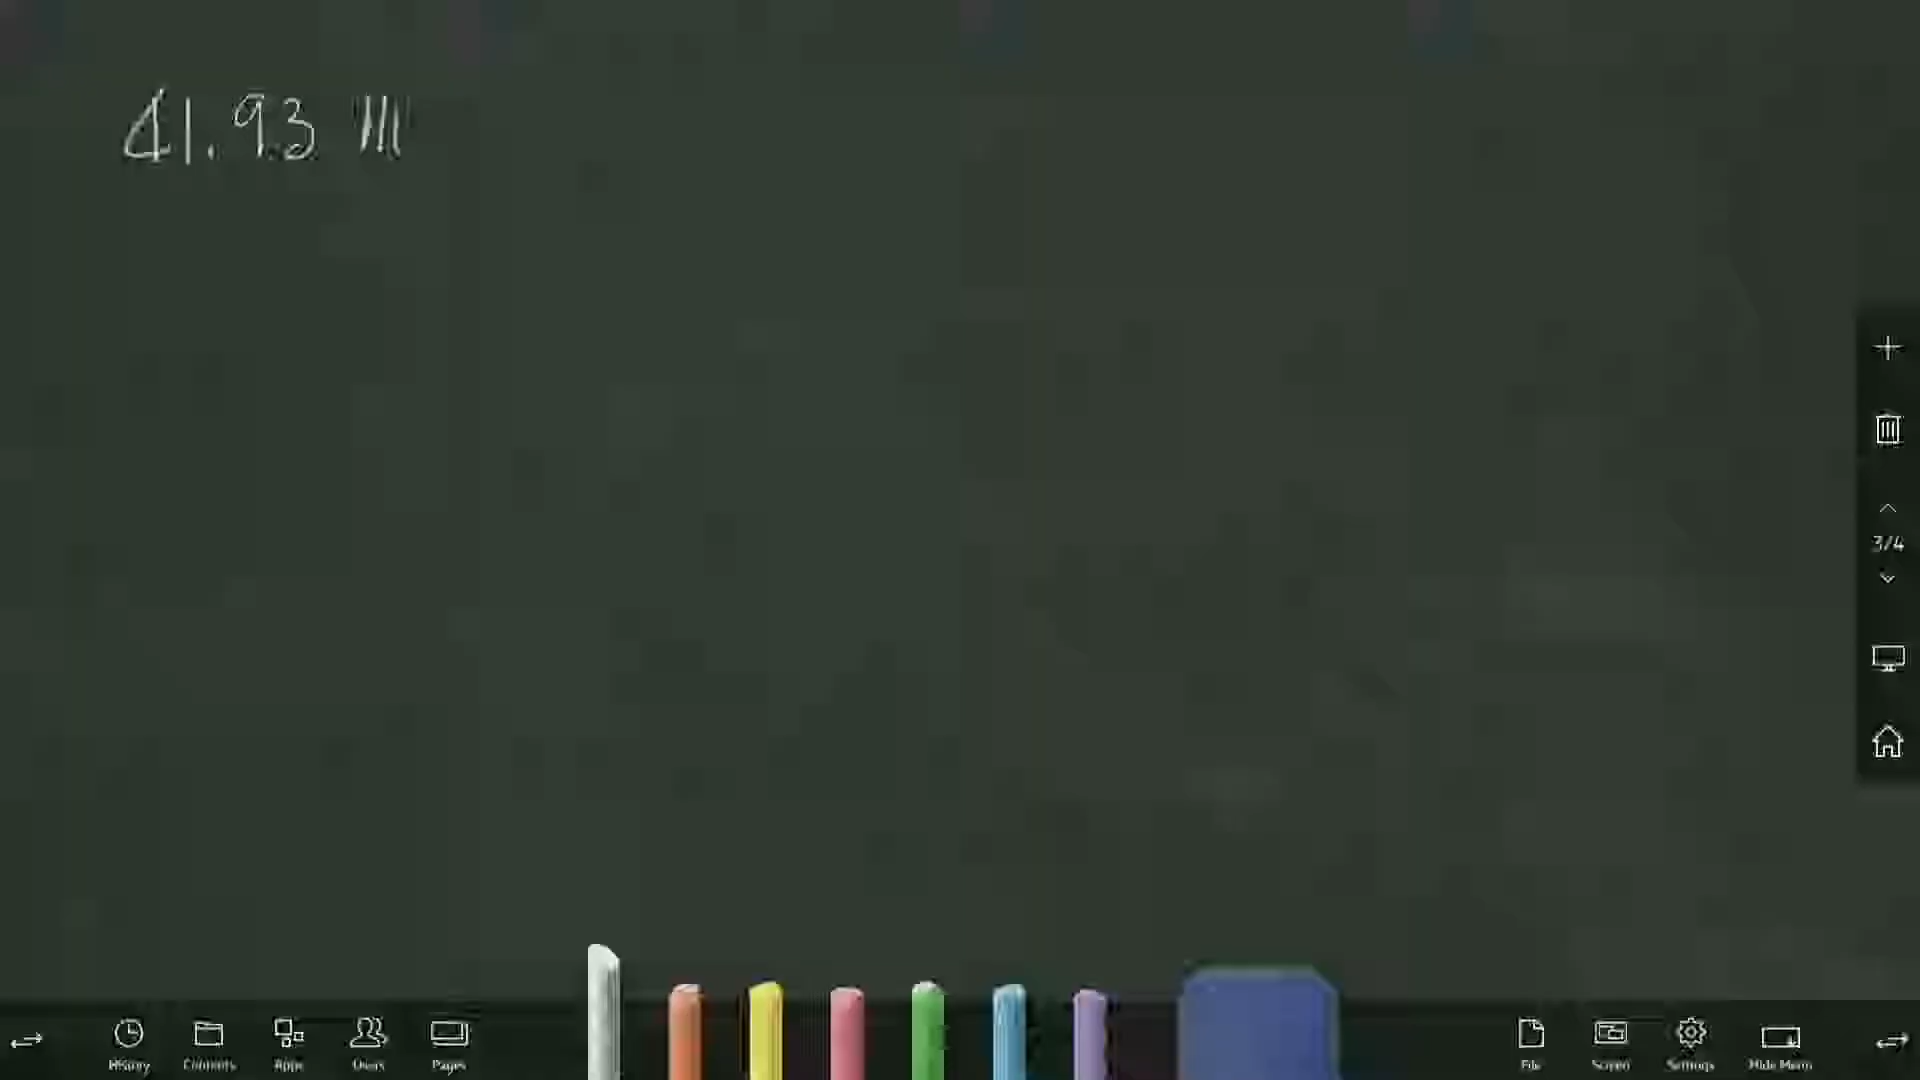 41.93 m
3/4
History
Contents
Apps
Users
Pages
File
Screen
Settings
Hide Menu